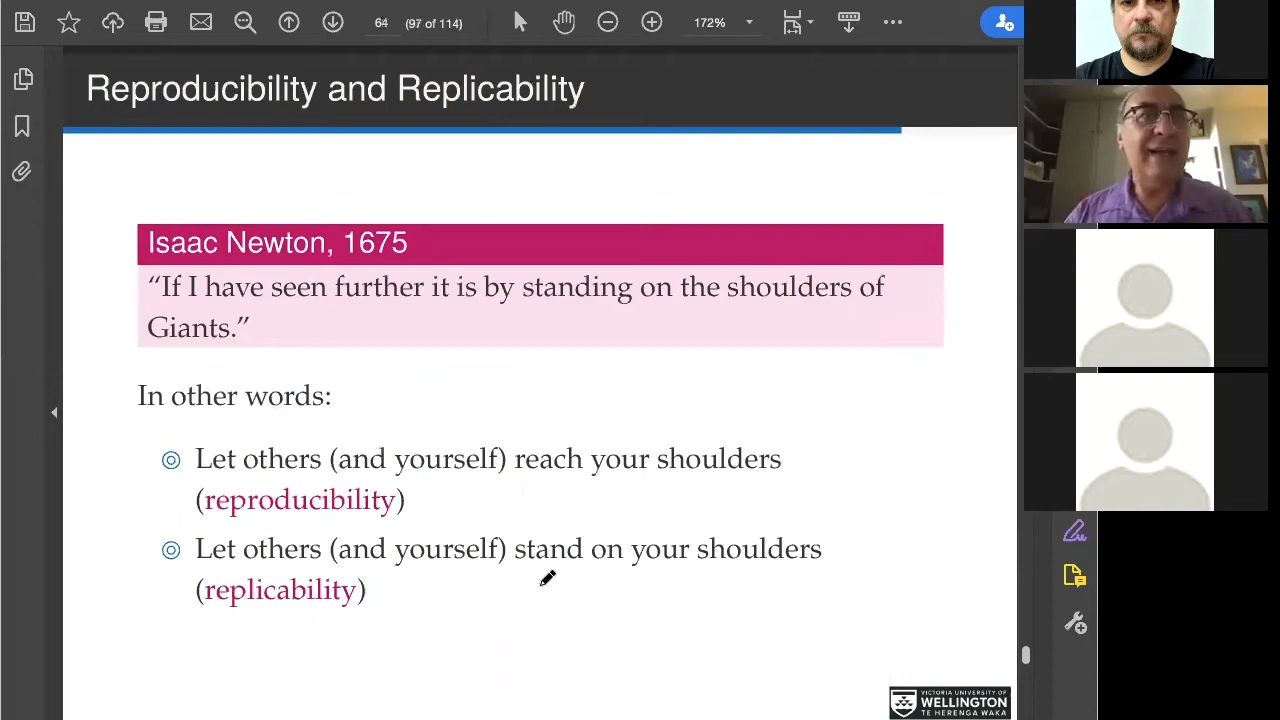 64 (97 of 114) 172%
Reproducibility and Replicability
Isaac Newton, 1675
“If I have seen further it is by standing on the shoulders of
Giants.”
In other words:
Let others (and yourself) reach your shoulders
(reproducibility)
Let others (and yourself) stand on your shoulders
(replicability)
VICTORIA UNIVERSITY OF
WELLINGTON
TE HERENGA WAKA